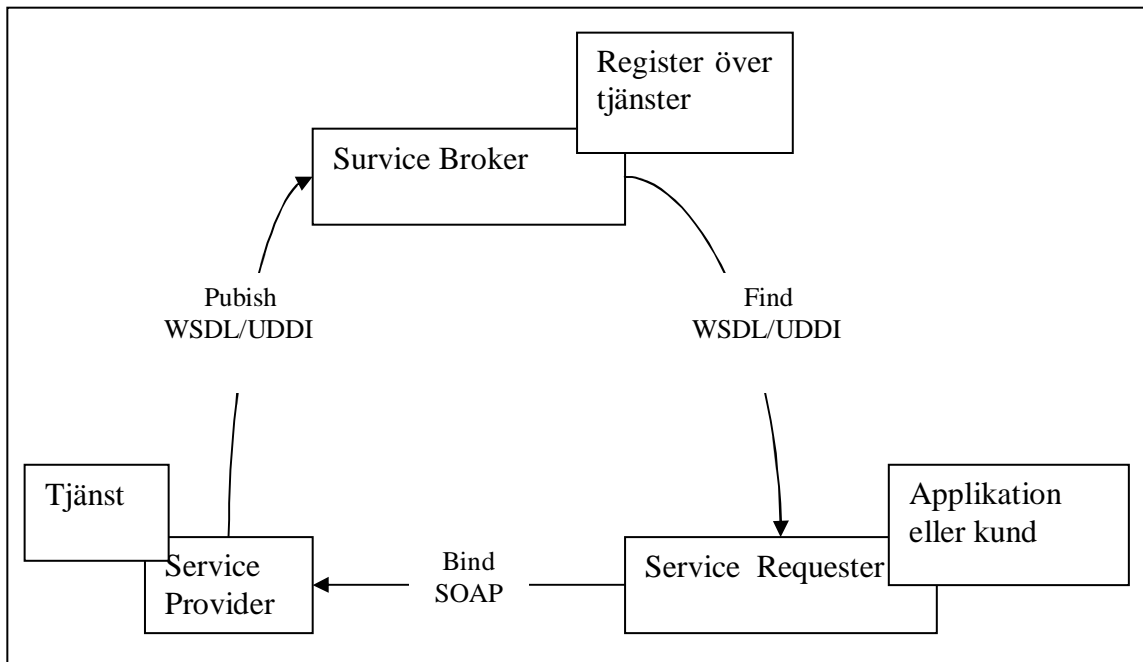 Register över
tjänster
Survice Broker
Pubish
WSDL/UDDI
Find
WSDL/UDDI
Tjänst
Service
Provider
Bind
SOAP
Service Requester
Applikation
eller kund